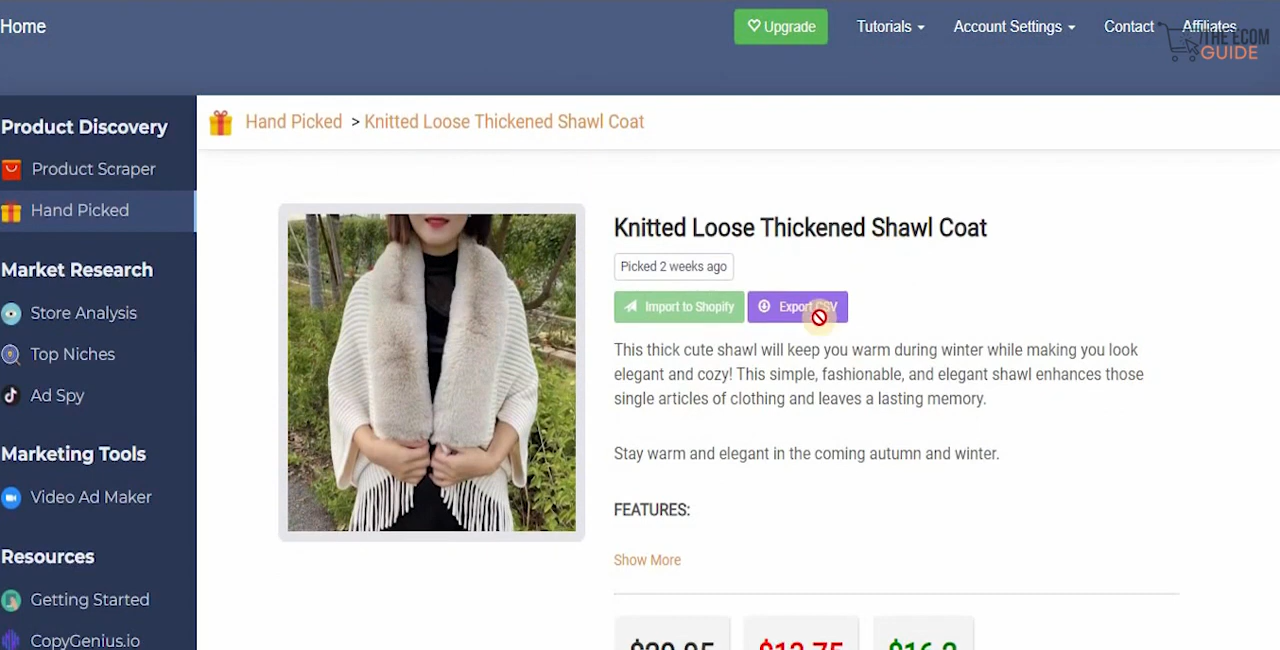 Home
Upgrade
Tutorials
Account Settings
Contact
Affiliates
THE ECOM
GUIDE
Product Discovery
Product Scraper
Hand Picked
Market Research
Store Analysis
Top Niches
Ad Spy
Marketing Tools
Video Ad Maker
Resources
Getting Started
CopyGenius.io
Hand Picked > Knitted Loose Thickened Shawl Coat
Knitted Loose Thickened Shawl Coat
Picked 2 weeks ago
Import to Shopify
Export CSV
This thick cute shawl will keep you warm during winter while making you look
elegant and cozy! This simple, fashionable, and elegant shawl enhances those
single articles of clothing and leaves a lasting memory.
Stay warm and elegant in the coming autumn and winter.
FEATURES:
Show More